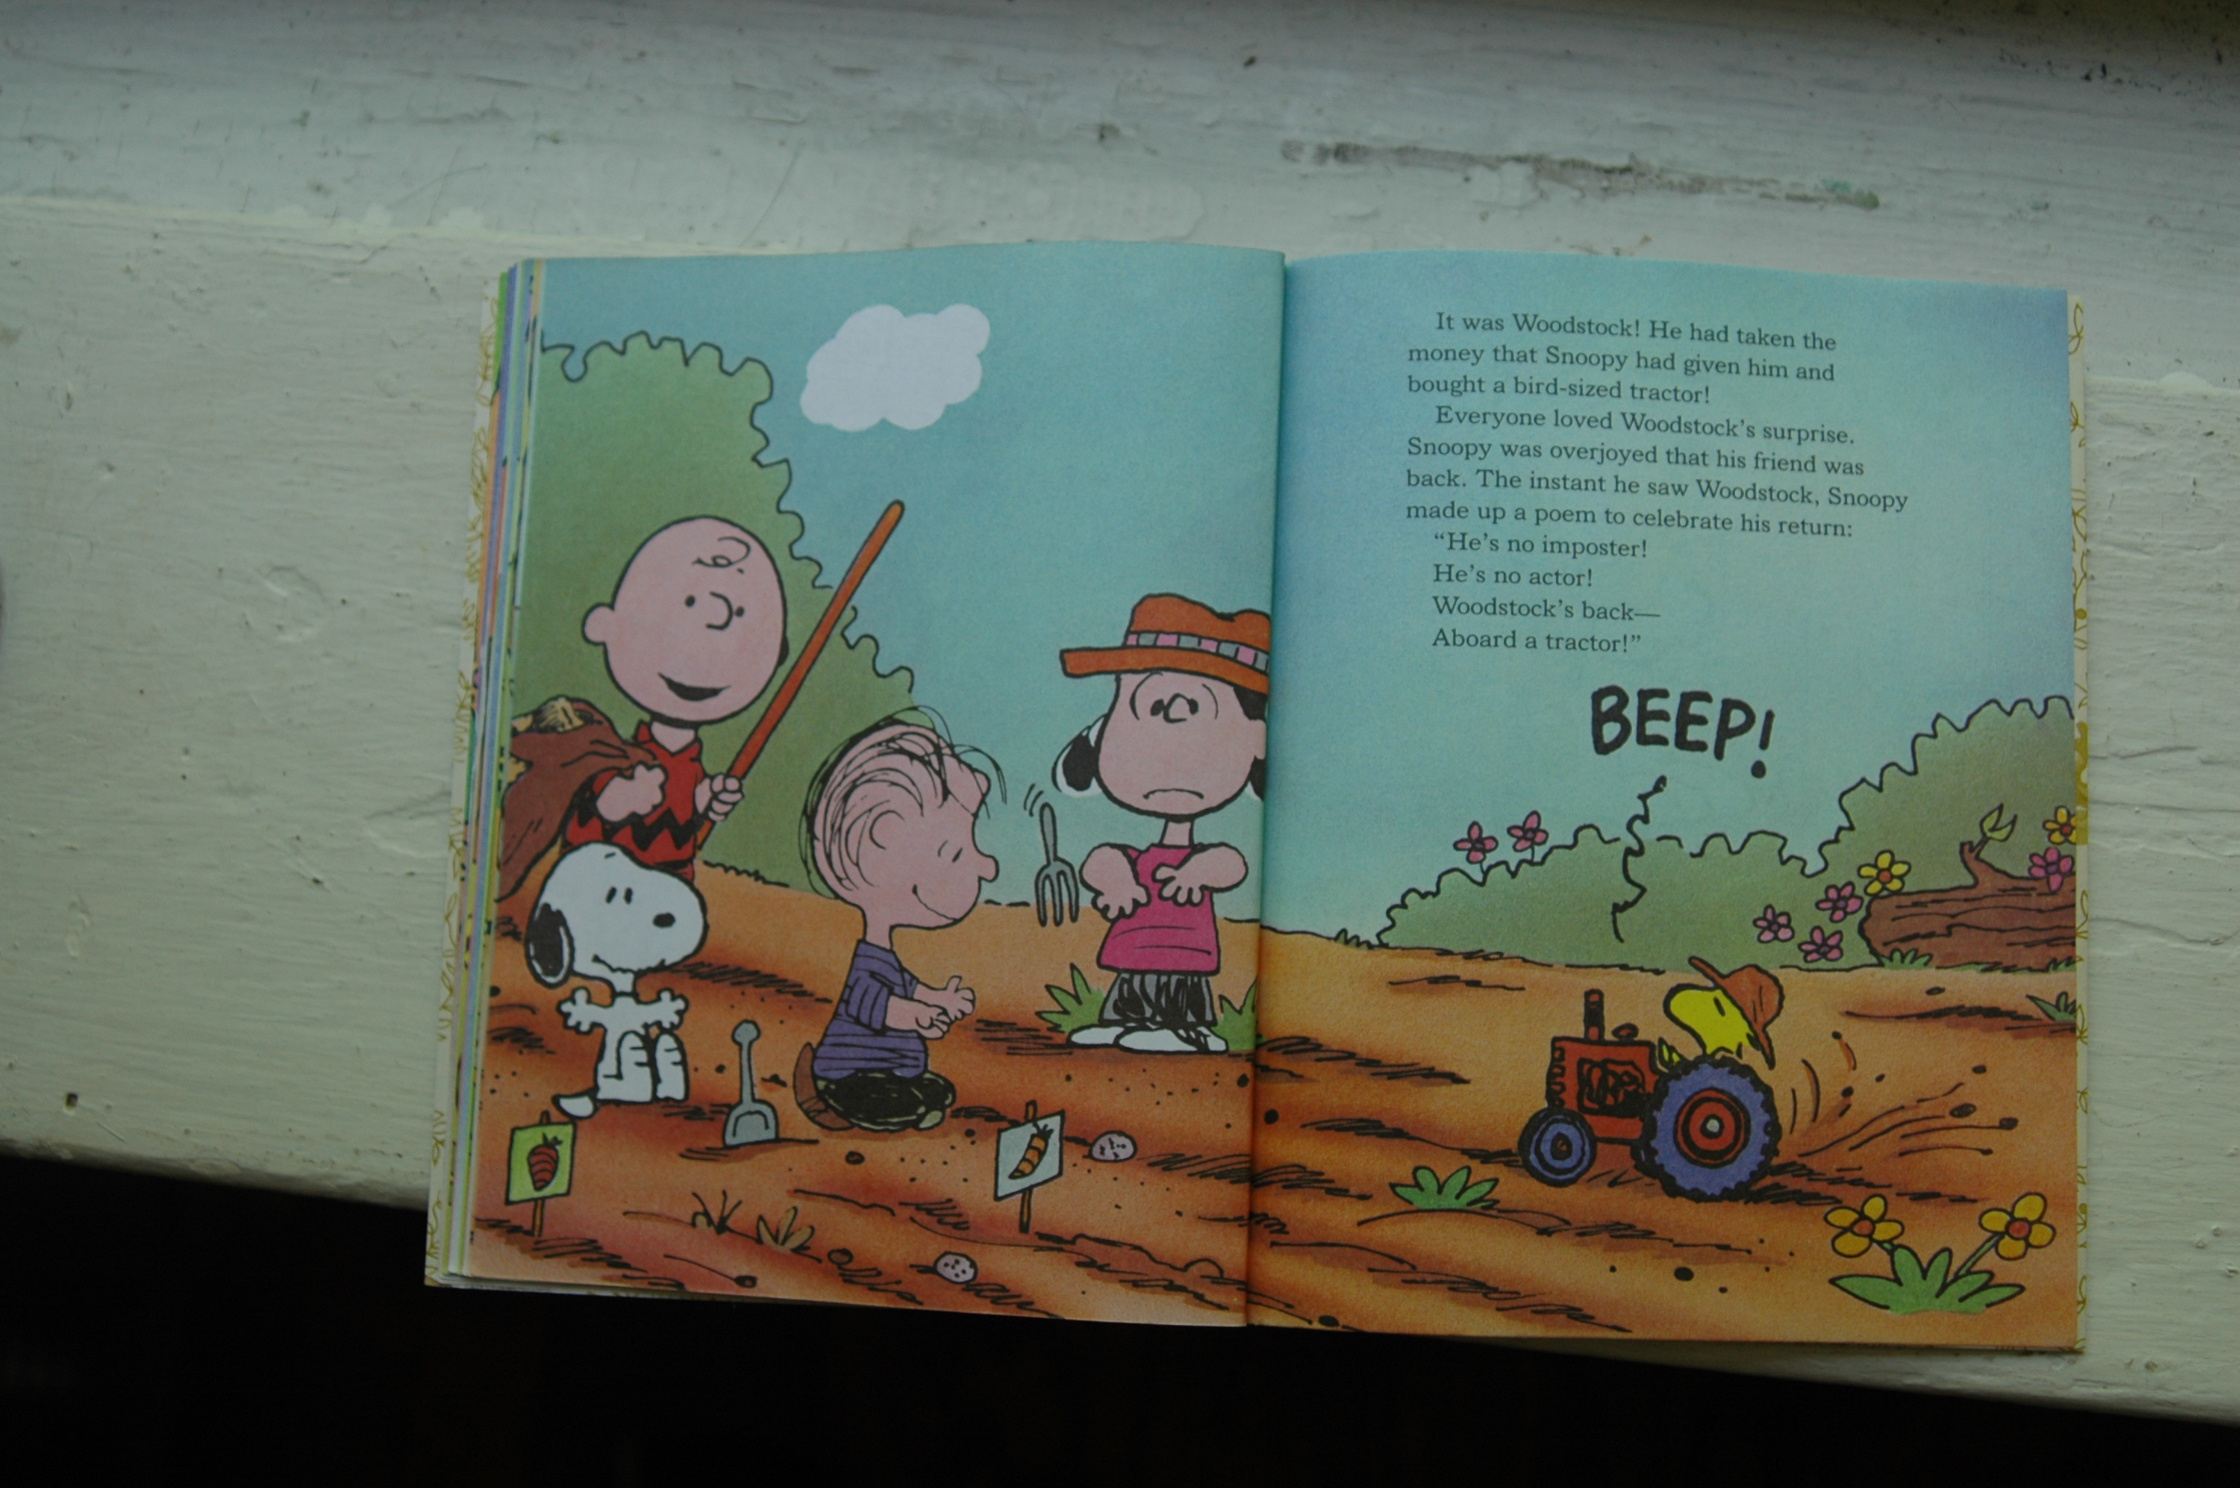 It was Woodstock! He had taken the
money that Snoopy had given him and
bought a bird-sized tractor!
Everyone loved Woodstock's surprise.
Snoopy was overjoyed that his friend was
back. The instant he saw Woodstock, Snoopy
made up a poem to celebrate his return:
“He's no imposter!
He's no actor!
Woodstock's back—
Aboard a tractor!”
BEEP!